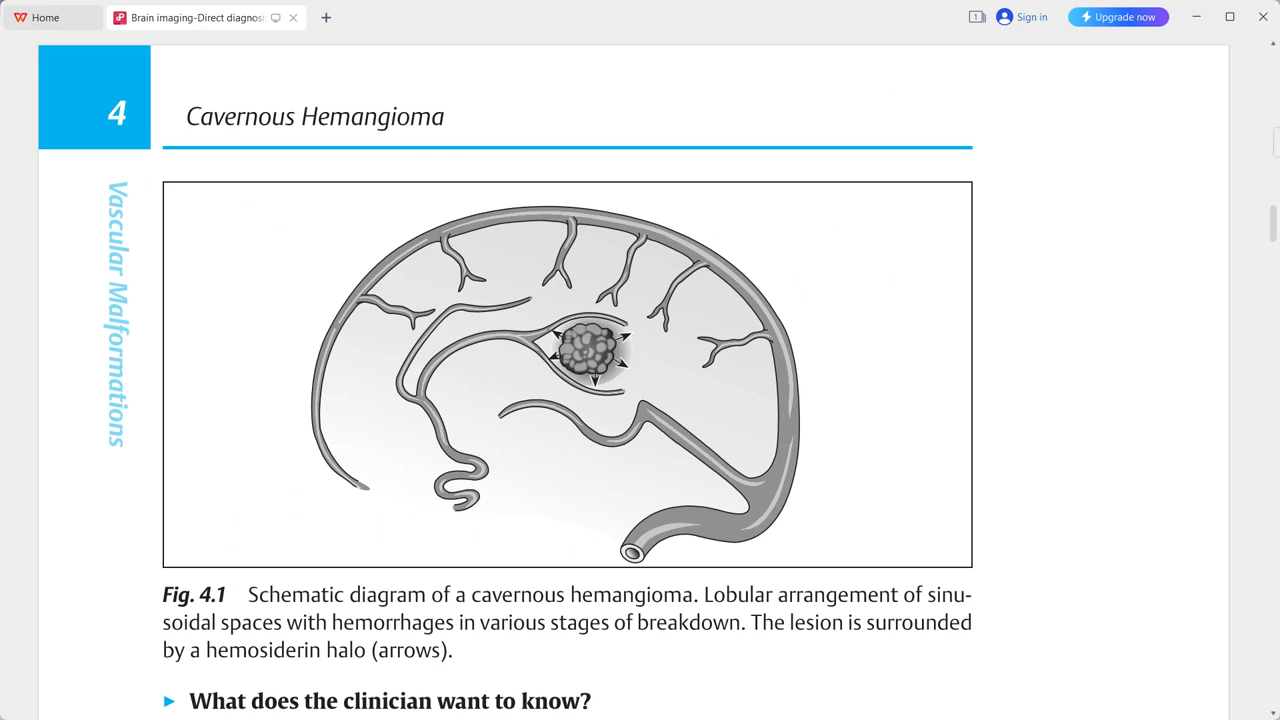 Home
Brain imaging-Direct diagnosi
1
Sign in
Upgrade now
4
Cavernous Hemangioma
Vascular Malformations
Fig. 4.1 Schematic diagram of a cavernous hemangioma. Lobular arrangement of sinu-
soidal spaces with hemorrhages in various stages of breakdown. The lesion is surrounded
by a hemosiderin halo (arrows).
► What does the clinician want to know?